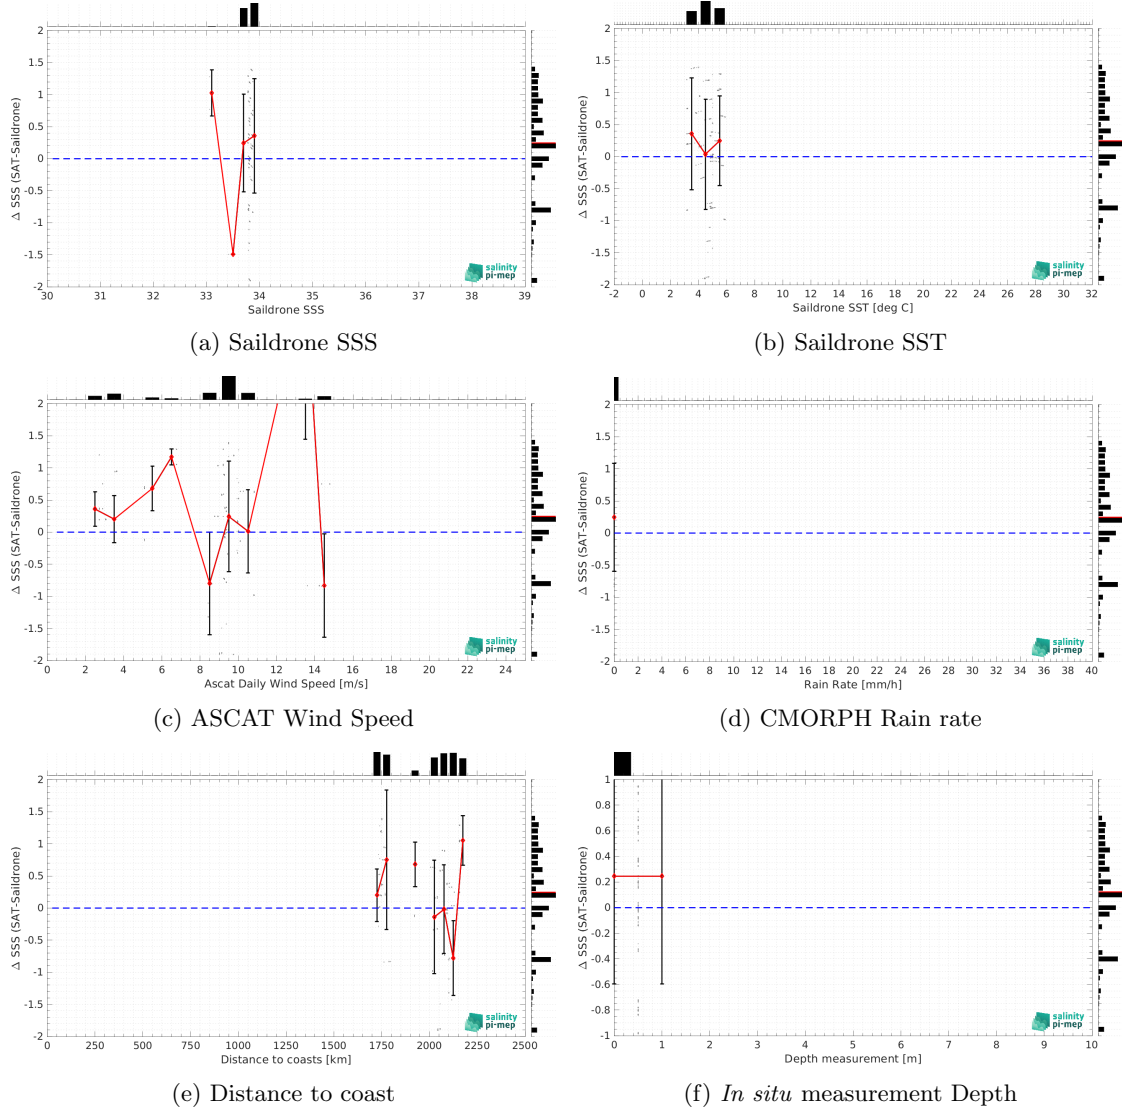 2
1.5
1
0.5
0
-0.5
-1
-1.5
-2
Δ SSS (SAT-Saildrone)
30 31 32 33 34 35 36 37 38 39
Saildrone SSS
salinity
pi-mep
(a) Saildrone SSS
2
1.5
1
0.5
0
-0.5
-1
-1.5
-2
Δ SSS (SAT-Saildrone)
-2 0 2 4 6 8 10 12 14 16 18 20 22 24 26 28 30 32
Saildrone SST [deg C]
salinity
pi-mep
(b) Saildrone SST
2
1.5
1
0.5
0
-0.5
-1
-1.5
-2
Δ SSS (SAT-Saildrone)
0 2 4 6 8 10 12 14 16 18 20 22 24
Ascat Daily Wind Speed [m/s]
salinity
pi-mep
(c) ASCAT Wind Speed
2
1.5
1
0.5
0
-0.5
-1
-1.5
-2
Δ SSS (SAT-Saildrone)
0 2 4 6 8 10 12 14 16 18 20 22 24 26 28 30 32 34 36 38 40
Rain Rate [mm/h]
salinity
pi-mep
(d) CMORPH Rain rate
2
1.5
1
0.5
0
-0.5
-1
-1.5
-2
Δ SSS (SAT-Saildrone)
0 250 500 750 1000 1250 1500 1750 2000 2250 2500
Distance to coasts [km]
salinity
pi-mep
(e) Distance to coast
1
0.8
0.6
0.4
0.2
0
-0.2
-0.4
-0.6
-0.8
-1
Δ SSS (SAT-Saildrone)
0 1 2 3 4 5 6 7 8 9 10
Depth measurement [m]
salinity
pi-mep
(f) In situ measurement Depth